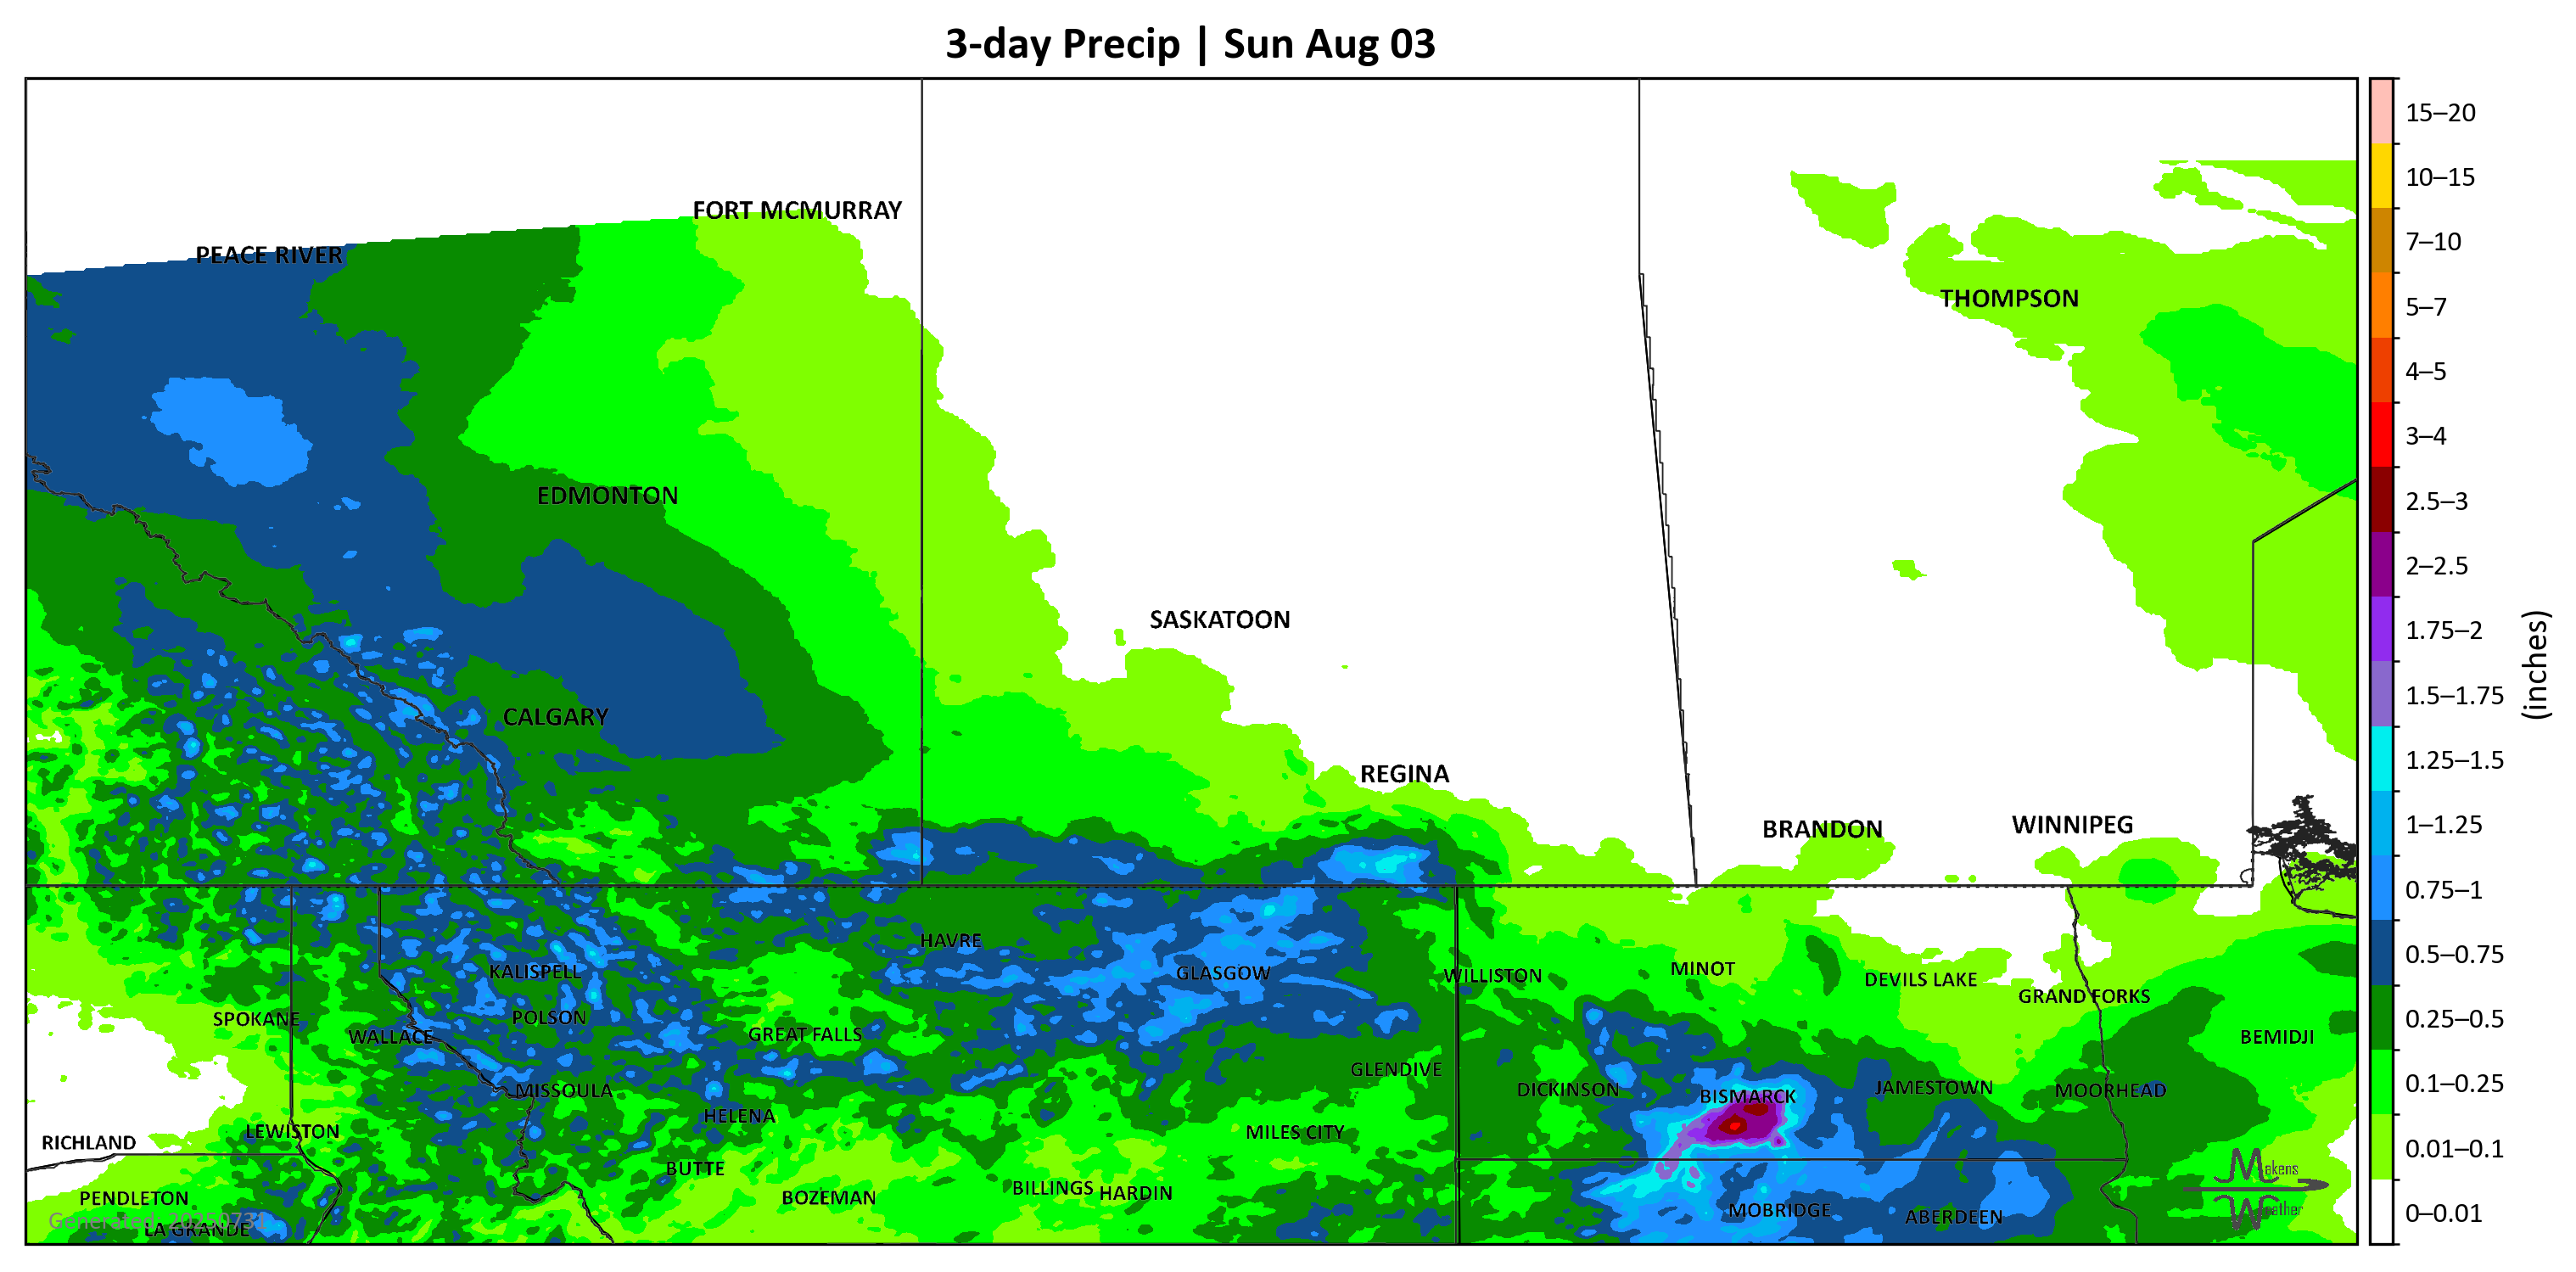 3-day Precip | Sun Aug 03
15–20
FORT MCMURRAY
10–15
PEACE RIVER
7–10
THOMPSON
5–7
4–5
3–4
EDMONTON
2.5–3
2–2.5
SASKATOON
1.75–2
(inches)
1.5–1.75
CALGARY
1.25–1.5
REGINA
1–1.25
BRANDON
WINNIPEG
0.75–1
HAVRE
0.5–0.75
KALISPELL
GLASGOW
WILLISTON
MINOT
DEVILS LAKE
GRAND FORKS
SPOKANE
POLSON
0.25–0.5
WALLACE
GREAT FALLS
BEMIDJI
GLENDIVE
0.1–0.25
MISSOULA
DICKINSON
BISMARCK
JAMESTOWN
MOORHEAD
HELENA
RICHLAND
LEWISTON
MILES CITY
0.01–0.1
BUTTE
Makens
Weather
PENDLETON
BOZEMAN
BILLINGS
HARDIN
MOBRIDGE
ABERDEEN
0–0.01
Generated: 20250731
LA GRANDE